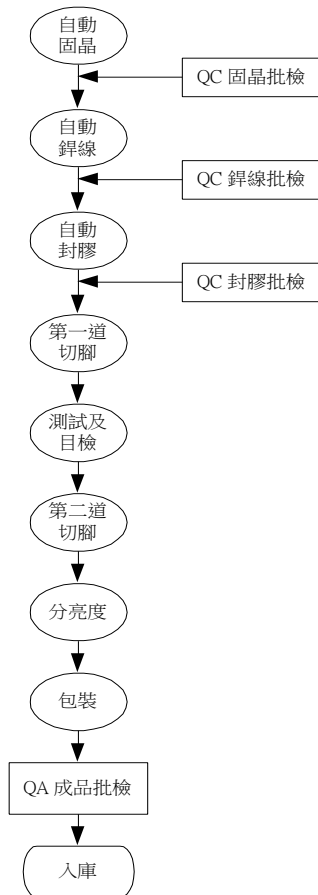 自動
固晶
QC 固晶批檢
自動
銲線
QC 銲線批檢
自動
封膠
QC 封膠批檢
第一道
切腳
測試及
目檢
第二道
切腳
分亮度
包裝
QA 成品批檢
入庫